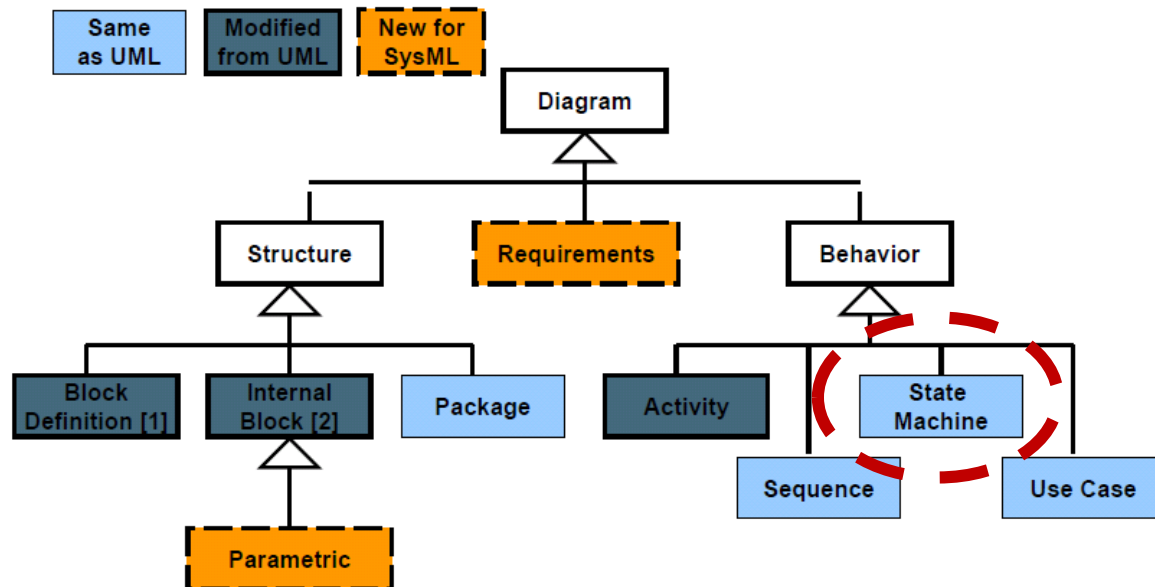 Same
as UML
Modified
from UML
New for
SysML
Diagram
Structure
Requirements
Behavior
Block
Definition [1]
Internal
Block [2]
Package
Activity
State
Machine
Sequence
Use Case
Parametric